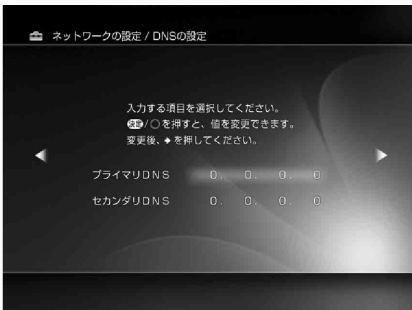 ネットワークの設定 / DNSの設定
入力する項目を選択してください。
決定/○を押すと、値を変更できます。
変更後、◆を押してください。
プライマリDNS 0. 0. 0. 0
セカンダリDNS 0. 0. 0. 0